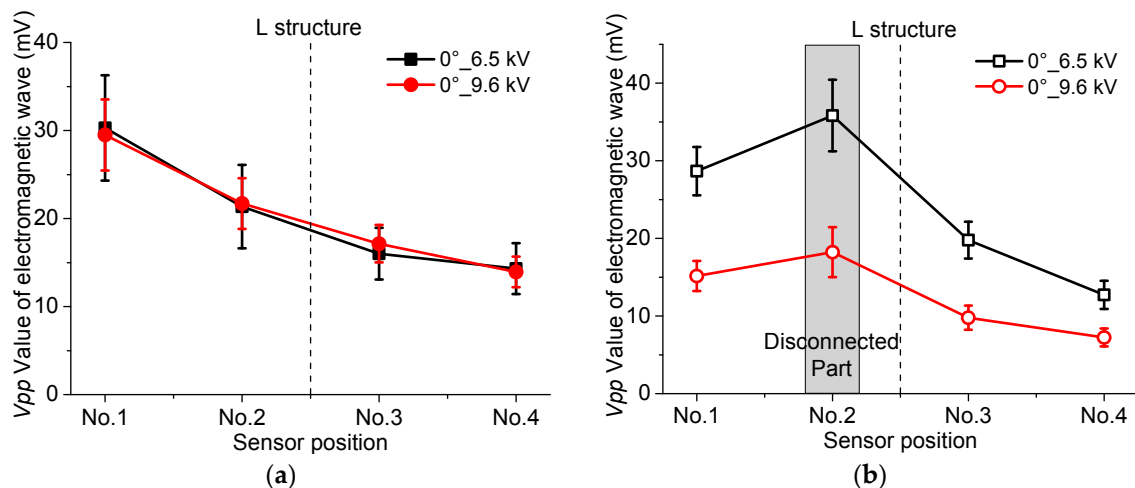 L structure
0°_6.5 kV
0°_9.6 kV
Vpp Value of electromagnetic wave (mV)
40
30
20
10
0
No.1 No.2 No.3 No.4
Sensor position
(a)
L structure
0°_6.5 kV
0°_9.6 kV
Vpp Value of electromagnetic wave (mV)
40
30
20
10
0
Disconnected
Part
No.1 No.2 No.3 No.4
Sensor position
(b)